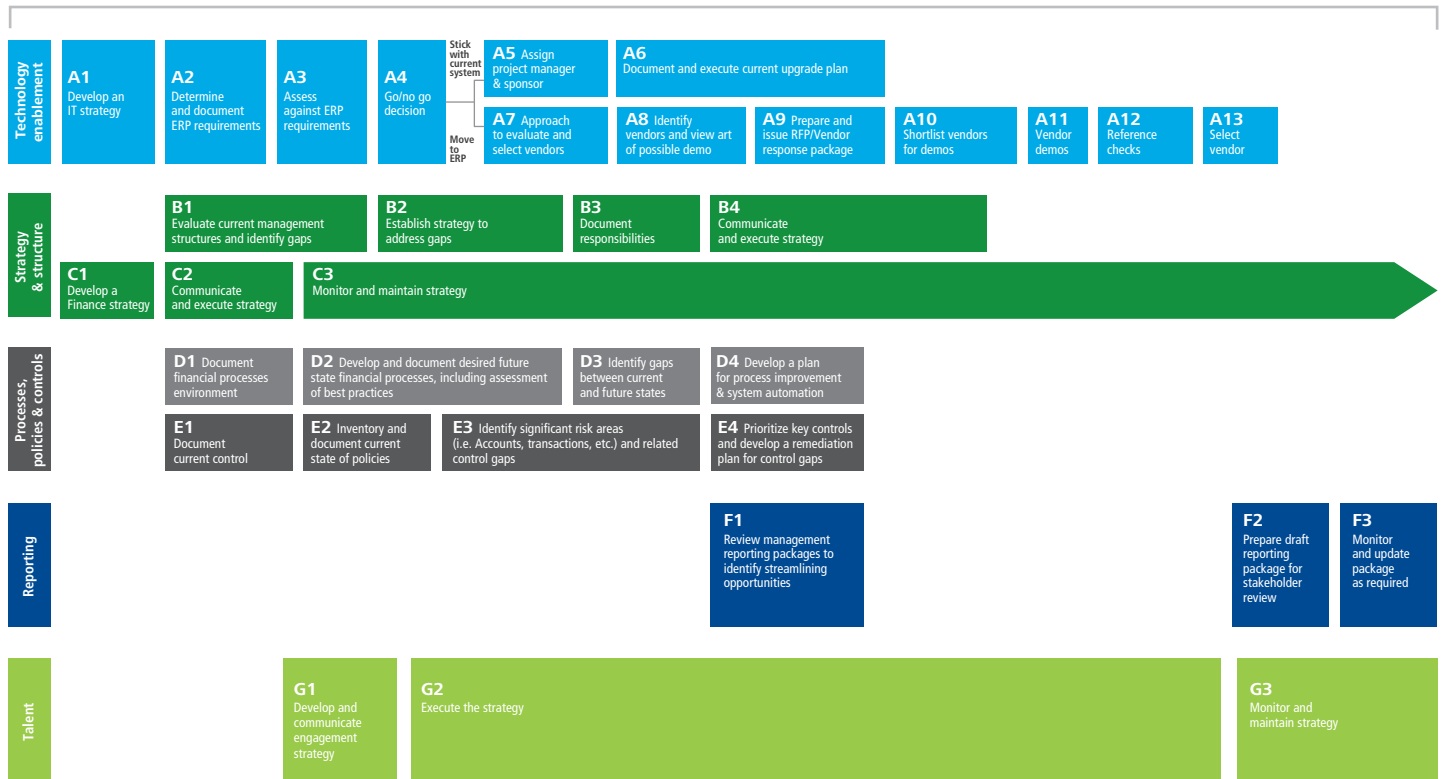 Technology
enablement
A1
Develop an
IT strategy
A2
Determine
and document
ERP requirements
A3
Assess
against ERP
requirements
A4
Go/no go
decision
Stick
with
current
system
Move
to
ERP
A5 Assign
project manager
& sponsor
A6
Document and execute current upgrade plan
A7 Approach
to evaluate and
select vendors
A8 Identify
vendors and view art
of possible demo
A9 Prepare and
issue RFP/Vendor
response package
A10
Shortlist vendors
for demos
A11
Vendor
demos
A12
Reference
checks
A13
Select
vendor
Strategy
& structure
B1
Evaluate current management
structures and identify gaps
B2
Establish strategy to
address gaps
B3
Document
responsibilities
B4
Communicate
and execute strategy
C1
Develop a
Finance strategy
C2
Communicate
and execute strategy
C3
Monitor and maintain strategy
Processes,
policies & controls
D1 Document
financial processes
environment
D2 Develop and document desired future
state financial processes, including assessment
of best practices
D3 Identify gaps
between current
and future states
D4 Develop a plan
for process improvement
& system automation
E1
Document
current control
E2 Inventory and
document current
state of policies
E3 Identify significant risk areas
(i.e. Accounts, transactions, etc.) and related
control gaps
E4 Prioritize key controls
and develop a remediation
plan for control gaps
Reporting
F1
Review management
reporting packages to
identify streamlining
opportunities
F2
Prepare draft
reporting
package for
stakeholder
review
F3
Monitor
and update
package
as required
Talent
G1
Develop and
communicate
engagement
strategy
G2
Execute the strategy
G3
Monitor and
maintain strategy